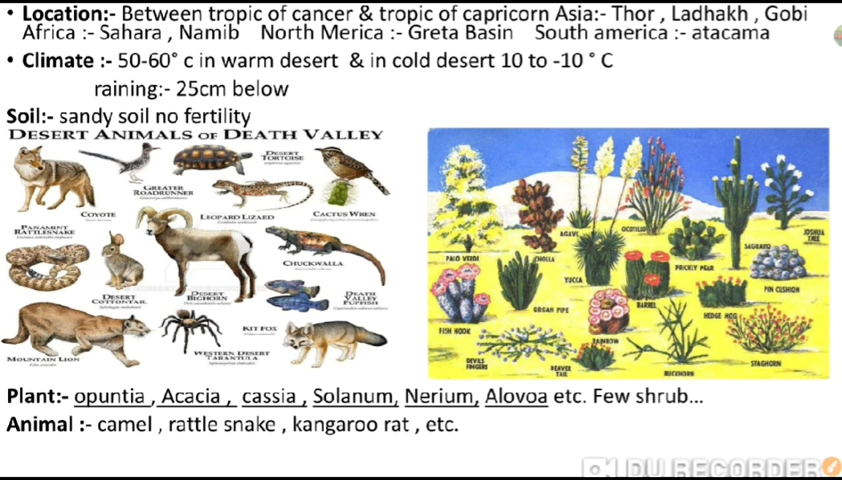 • Location:- Between tropic of cancer & tropic of capricorn Asia:- Thor , Ladhakh , Gobi
Africa :- Sahara , Namib North Merica :- Greta Basin South america :- atacama
• Climate :- 50-60° c in warm desert & in cold desert 10 to -10 ° C
raining:- 25cm below
Soil:- sandy soil no fertility
DESERT ANIMALS OF DEATH VALLEY
COYOTE
GREATER
ROADRUNNER
DESERT
TORTOISE
LEOPARD LIZARD
CACTUS WREN
PANAMINT
RATTLESNAKE
DESERT
COTTONTAIL
DESERT
BIGHORN
CHUCKWALLA
DEATH
VALLEY
PUPFISH
MOUNTAIN LION
WESTERN DESERT
TARANTULA
KIT FOX
PALO VERDE
CHOLLA
AGAVE
YUCCA
OCOTILLO
PRICKLY PEAR
SAGUARO
JOSHUA
TREE
PIN CUSHION
FISH HOOK
ORGAN PIPE
RAINBOW
BARREL
HEDGE HOG
STAGHORN
DEVILS
FINGERS
BEAVER
TAIL
BUCKHORN
Plant:- opuntia , Acacia , cassia , Solanum, Nerium, Alovoa etc. Few shrub...
Animal :- camel , rattle snake , kangaroo rat , etc.
DU RECORDER